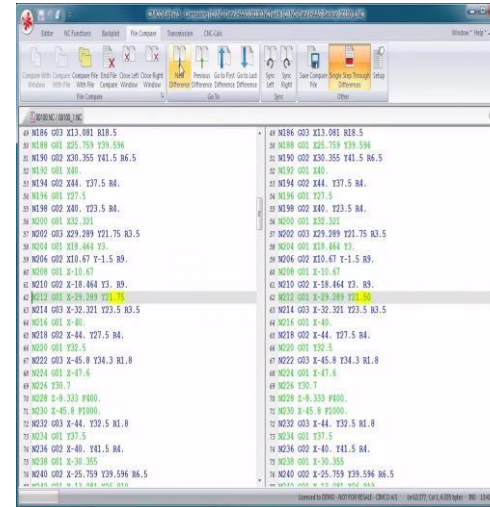 Editor NC Functions Backplot File Compare Transmission CNC-Calc Window Help
Compare With Window Compare With File Compare File With File End File Compare Close Left Window Close Right Window Next Difference Previous Difference Go to First Difference Go to Last Difference Sync Left Sync Right Save Compare File Single Step Through Differences Setup
File Compare Go To Sync Other
49 N186 G03 X13.081 R18.5 49 N186 G03 X13.081 R18.5
50 N188 G01 X25.759 Y39.596 50 N188 G01 X25.759 Y39.596
51 N190 G02 X30.355 Y41.5 R6.5 51 N190 G02 X30.355 Y41.5 R6.5
52 N192 G01 X40. 52 N192 G01 X40.
53 N194 G02 X44. Y37.5 R4. 53 N194 G02 X44. Y37.5 R4.
54 N196 G01 Y27.5 54 N196 G01 Y27.5
55 N198 G02 X40. Y23.5 R4. 55 N198 G02 X40. Y23.5 R4.
56 N200 G01 X32.321 56 N200 G01 X32.321
57 N202 G03 X29.289 Y21.75 R3.5 57 N202 G03 X29.289 Y21.75 R3.5
58 N204 G01 X18.464 Y3. 58 N204 G01 X18.464 Y3.
59 N206 G02 X10.67 Y-1.5 R9. 59 N206 G02 X10.67 Y-1.5 R9.
60 N208 G01 X-10.67 60 N208 G01 X-10.67
61 N210 G02 X-18.464 Y3. R9. 61 N210 G02 X-18.464 Y3. R9.
62 N212 G01 X-29.289 Y21.75 62 N212 G01 X-29.289 Y21.50
63 N214 G03 X-32.321 Y23.5 R3.5 63 N214 G03 X-32.321 Y23.5 R3.5
64 N216 G01 X-40. 64 N216 G01 X-40.
65 N218 G02 X-44. Y27.5 R4. 65 N218 G02 X-44. Y27.5 R4.
66 N220 G01 Y32.5 66 N220 G01 Y32.5
67 N222 G03 X-45.8 Y34.3 R1.8 67 N222 G03 X-45.8 Y34.3 R1.8
68 N224 G01 X-47.6 68 N224 G01 X-47.6
69 N226 Y30.7 69 N226 Y30.7
70 N228 Z-8.333 F400. 70 N228 Z-8.333 F400.
71 N230 X-45.8 F1000. 71 N230 X-45.8 F1000.
72 N232 G03 X-44. Y32.5 R1.8 72 N232 G03 X-44. Y32.5 R1.8
73 N234 G01 Y37.5 73 N234 G01 Y37.5
74 N236 G02 X-40. Y41.5 R4. 74 N236 G02 X-40. Y41.5 R4.
75 N238 G01 X-30.355 75 N238 G01 X-30.355
76 N240 G02 X-25.759 Y39.596 R6.5 76 N240 G02 X-25.759 Y39.596 R6.5
Licensed to DEMO - NOT FOR RESALE - CIMCO A/S